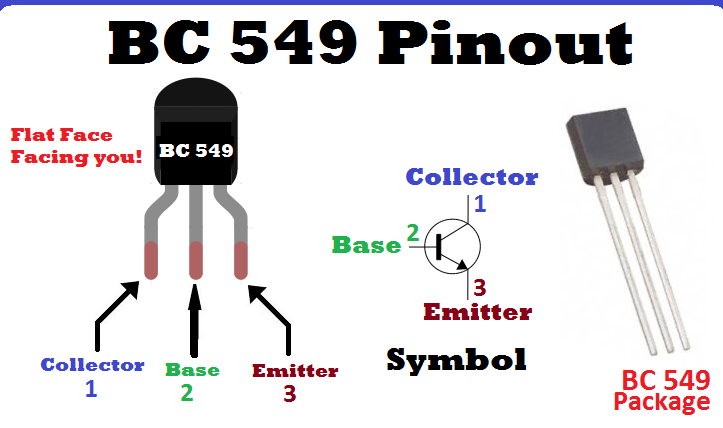 BC 549 Pinout
Flat Face
Facing you!
BC 549
Collector
1
Base
2
Emitter
3
Collector
1
Base 2
3
Emitter
Symbol
BC 549
Package